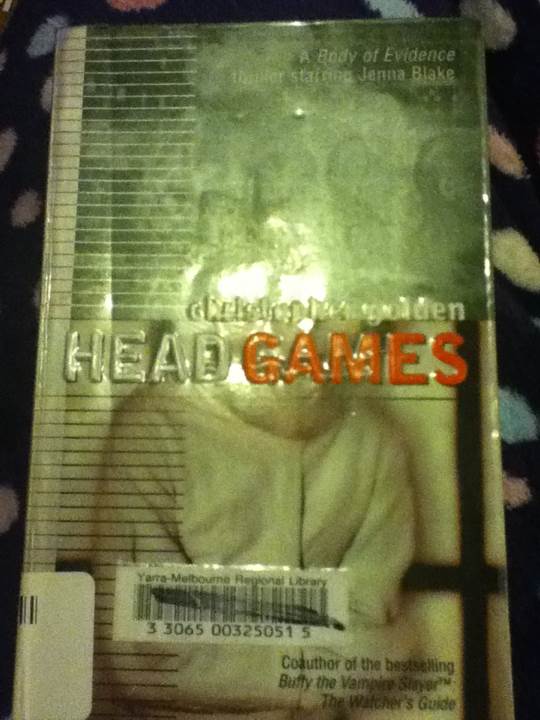 A Body of Evidence
thriller starring Jenna Blake
christopher golden
HEAD GAMES
Yarra-Melbourne Regional Library
3 3065 00325051 5
Coauthor of the bestselling
Buffy the Vampire Slayer™
The Watcher's Guide